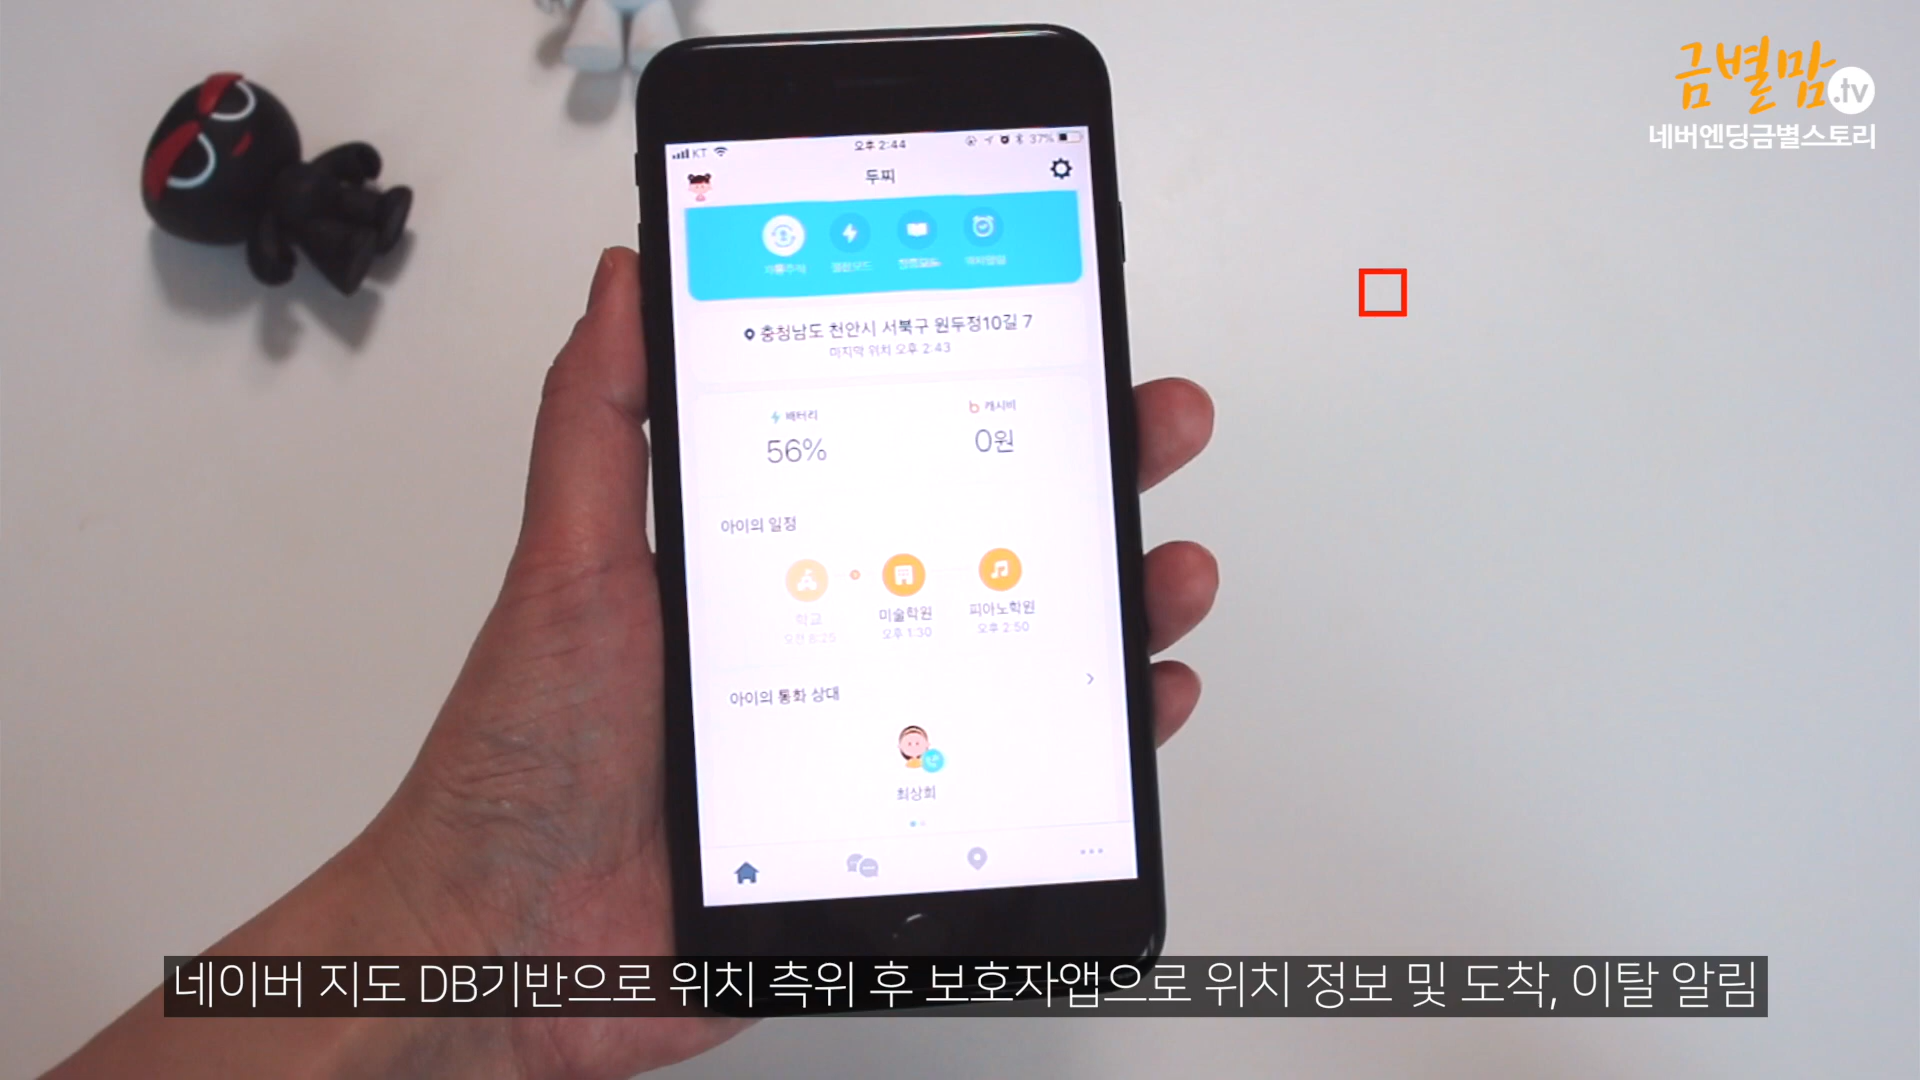 금별맘.tv
네버엔딩금별스토리
KT 오후 2:44 37%
두찌
충청남도 천안시 서북구 원두정10길 7
마지막 위치 오후 2:43
배터리
56%
캐시비
0원
아이의 일정
학교
미술학원
오후 1:30
피아노학원
오후 2:50
아이의 통화 상대
최상희
네이버 지도 DB기반으로 위치 측위 후 보호자앱으로 위치 정보 및 도착, 이탈 알림